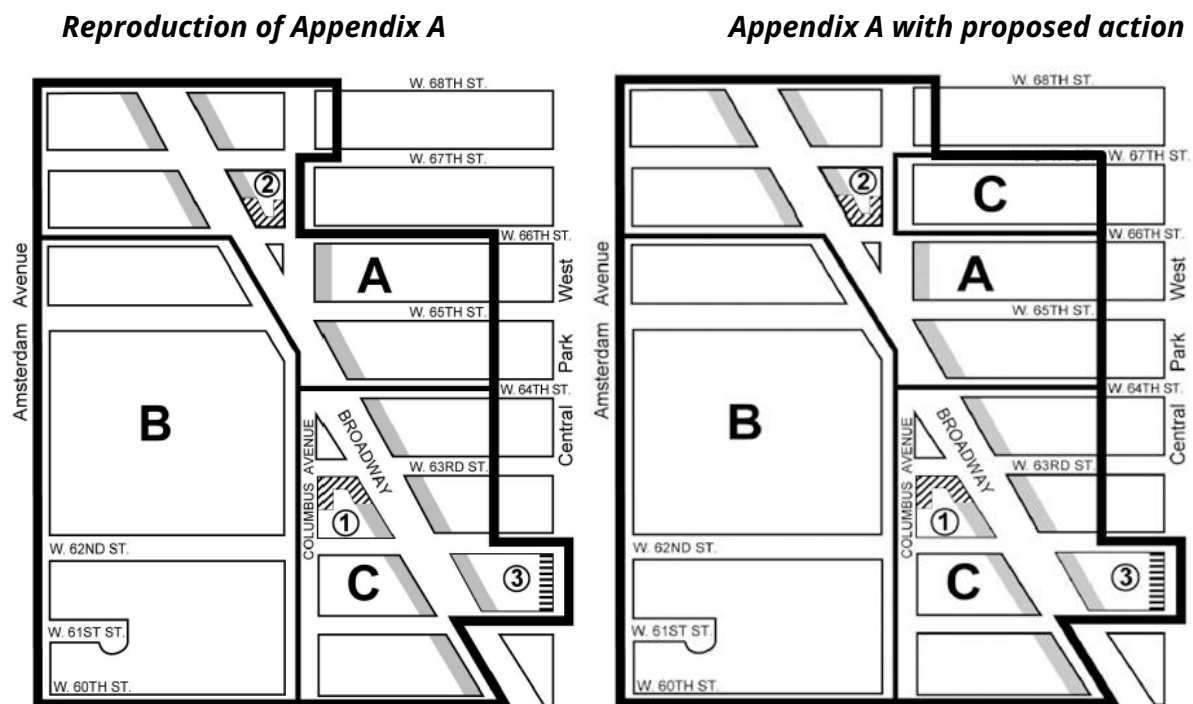 Reproduction of Appendix A
W. 68TH ST.
W. 67TH ST.
②
W. 66TH ST.
A
W. 65TH ST.
W. 64TH ST.
B
BROADWAY
COLUMBUS AVENUE
W. 63RD ST.
①
W. 62ND ST.
C
③
W. 61ST ST.
W. 60TH ST.
Amsterdam Avenue
Central Park West
Appendix A with proposed action
W. 68TH ST.
W. 67TH ST.
②
C
W. 66TH ST.
A
W. 65TH ST.
W. 64TH ST.
B
BROADWAY
COLUMBUS AVENUE
W. 63RD ST.
①
W. 62ND ST.
C
③
W. 61ST ST.
W. 60TH ST.
Amsterdam Avenue
Central Park West